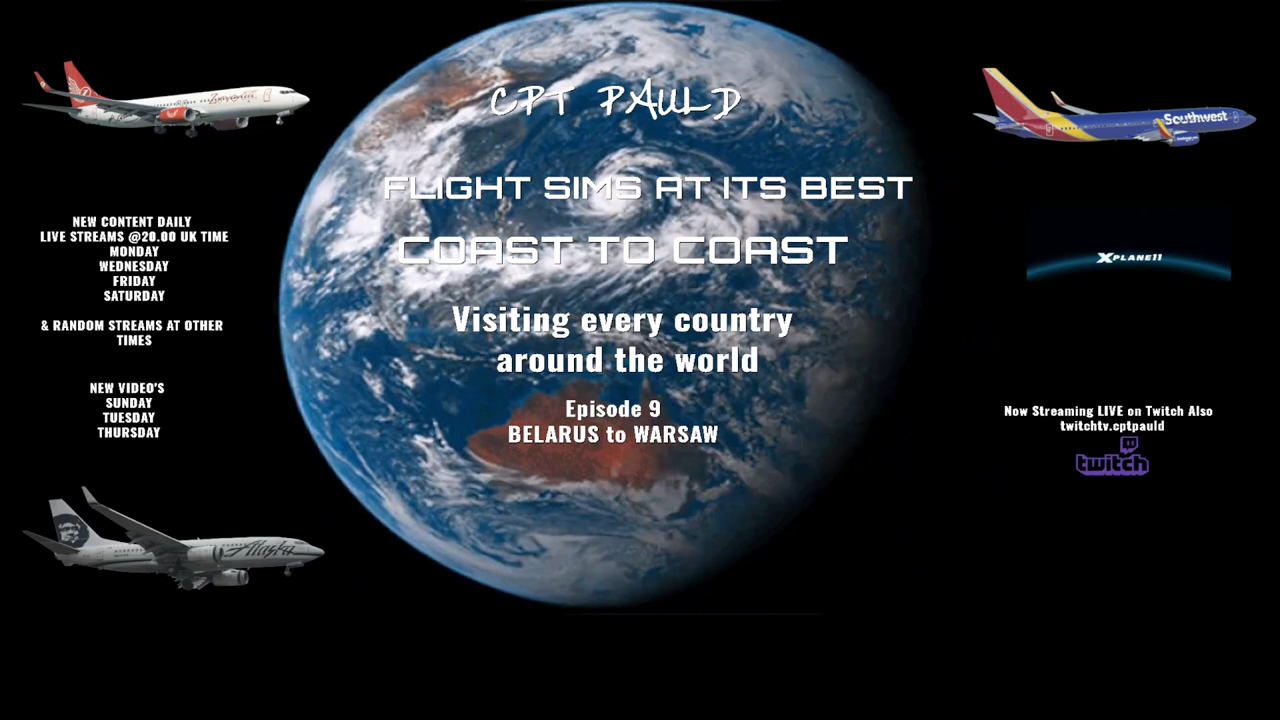 CPT PAULD
FLIGHT SIMS AT ITS BEST
COAST TO COAST
Visiting every country
around the world
Episode 9
BELARUS to WARSAW
NEW CONTENT DAILY
LIVE STREAMS @20.00 UK TIME
MONDAY
WEDNESDAY
FRIDAY
SATURDAY
& RANDOM STREAMS AT OTHER
TIMES
NEW VIDEO'S
SUNDAY
TUESDAY
THURSDAY
Alaska
Southwest
X PLANE 11
Now Streaming LIVE on Twitch Also
twitchtv.cptpauld
twitch